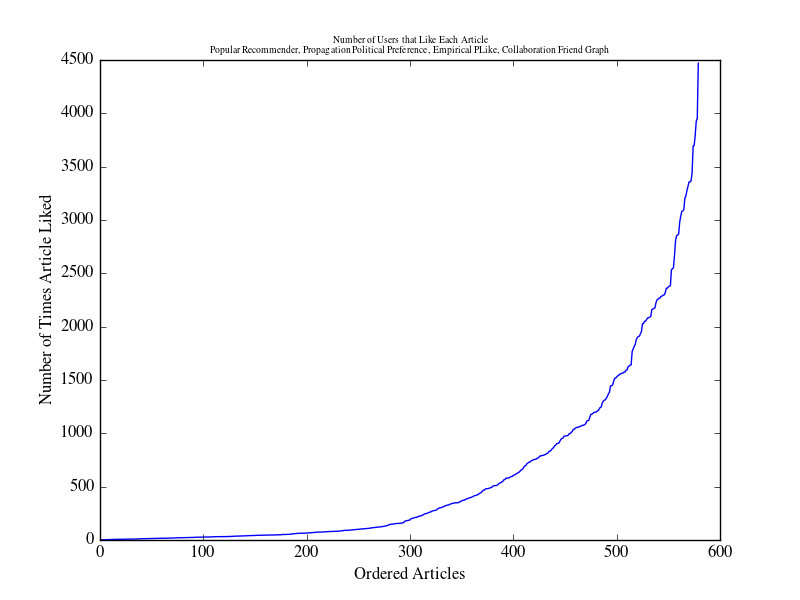 Number of Users that Like Each Article
Popular Recommender, Propagation Political Preference, Empirical PLike, Collaboration Friend Graph
4500
4000
3500
3000
2500
2000
1500
1000
500
0
Number of Times Article Liked
0 100 200 300 400 500 600
Ordered Articles